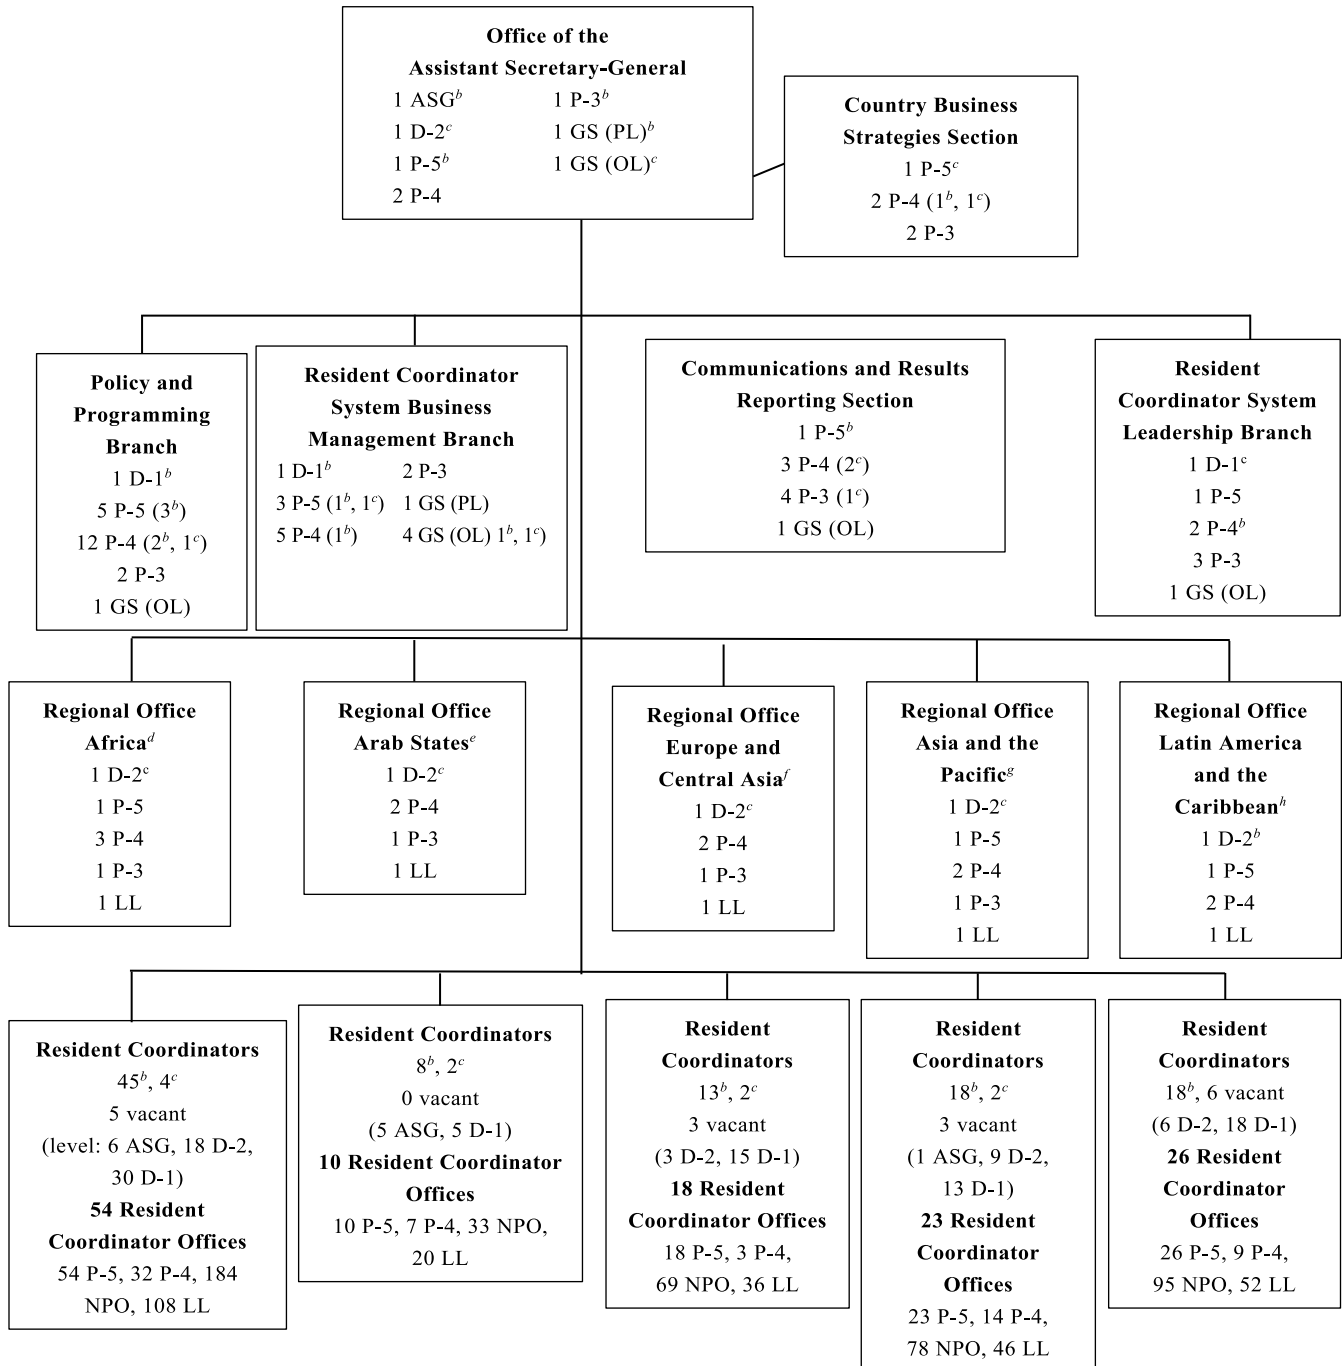 Office of the
Assistant Secretary-General
1 ASGᵇ 1 P-3ᵇ
1 D-2ᶜ 1 GS (PL)ᵇ
1 P-5ᵇ 1 GS (OL)ᶜ
2 P-4
Country Business
Strategies Section
1 P-5ᶜ
2 P-4 (1ᵇ, 1ᶜ)
2 P-3
Policy and
Programming
Branch
1 D-1ᵇ
5 P-5 (3ᵇ)
12 P-4 (2ᵇ, 1ᶜ)
2 P-3
1 GS (OL)
Resident Coordinator
System Business
Management Branch
1 D-1ᵇ 2 P-3
3 P-5 (1ᵇ, 1ᶜ) 1 GS (PL)
5 P-4 (1ᵇ) 4 GS (OL) 1ᵇ, 1ᶜ)
Communications and Results
Reporting Section
1 P-5ᵇ
3 P-4 (2ᶜ)
4 P-3 (1ᶜ)
1 GS (OL)
Resident
Coordinator System
Leadership Branch
1 D-1ᶜ
1 P-5
2 P-4ᵇ
3 P-3
1 GS (OL)
Regional Office
Africaᵈ
1 D-2ᶜ
1 P-5
3 P-4
1 P-3
1 LL
Regional Office
Arab Statesᵉ
1 D-2ᶜ
2 P-4
1 P-3
1 LL
Regional Office
Europe and
Central Asiaᶠ
1 D-2ᶜ
2 P-4
1 P-3
1 LL
Regional Office
Asia and the
Pacificᵍ
1 D-2ᶜ
1 P-5
2 P-4
1 P-3
1 LL
Regional Office
Latin America
and the
Caribbeanʰ
1 D-2ᵇ
1 P-5
2 P-4
1 LL
Resident Coordinators
45ᵇ, 4ᶜ
5 vacant
(level: 6 ASG, 18 D-2,
30 D-1)
54 Resident
Coordinator Offices
54 P-5, 32 P-4, 184
NPO, 108 LL
Resident Coordinators
8ᵇ, 2ᶜ
0 vacant
(5 ASG, 5 D-1)
10 Resident Coordinator
Offices
10 P-5, 7 P-4, 33 NPO,
20 LL
Resident
Coordinators
13ᵇ, 2ᶜ
3 vacant
(3 D-2, 15 D-1)
18 Resident
Coordinator Offices
18 P-5, 3 P-4,
69 NPO, 36 LL
Resident
Coordinators
18ᵇ, 2ᶜ
3 vacant
(1 ASG, 9 D-2,
13 D-1)
23 Resident
Coordinator
Offices
23 P-5, 14 P-4,
78 NPO, 46 LL
Resident
Coordinators
18ᵇ, 6 vacant
(6 D-2, 18 D-1)
26 Resident
Coordinator
Offices
26 P-5, 9 P-4,
95 NPO, 52 LL